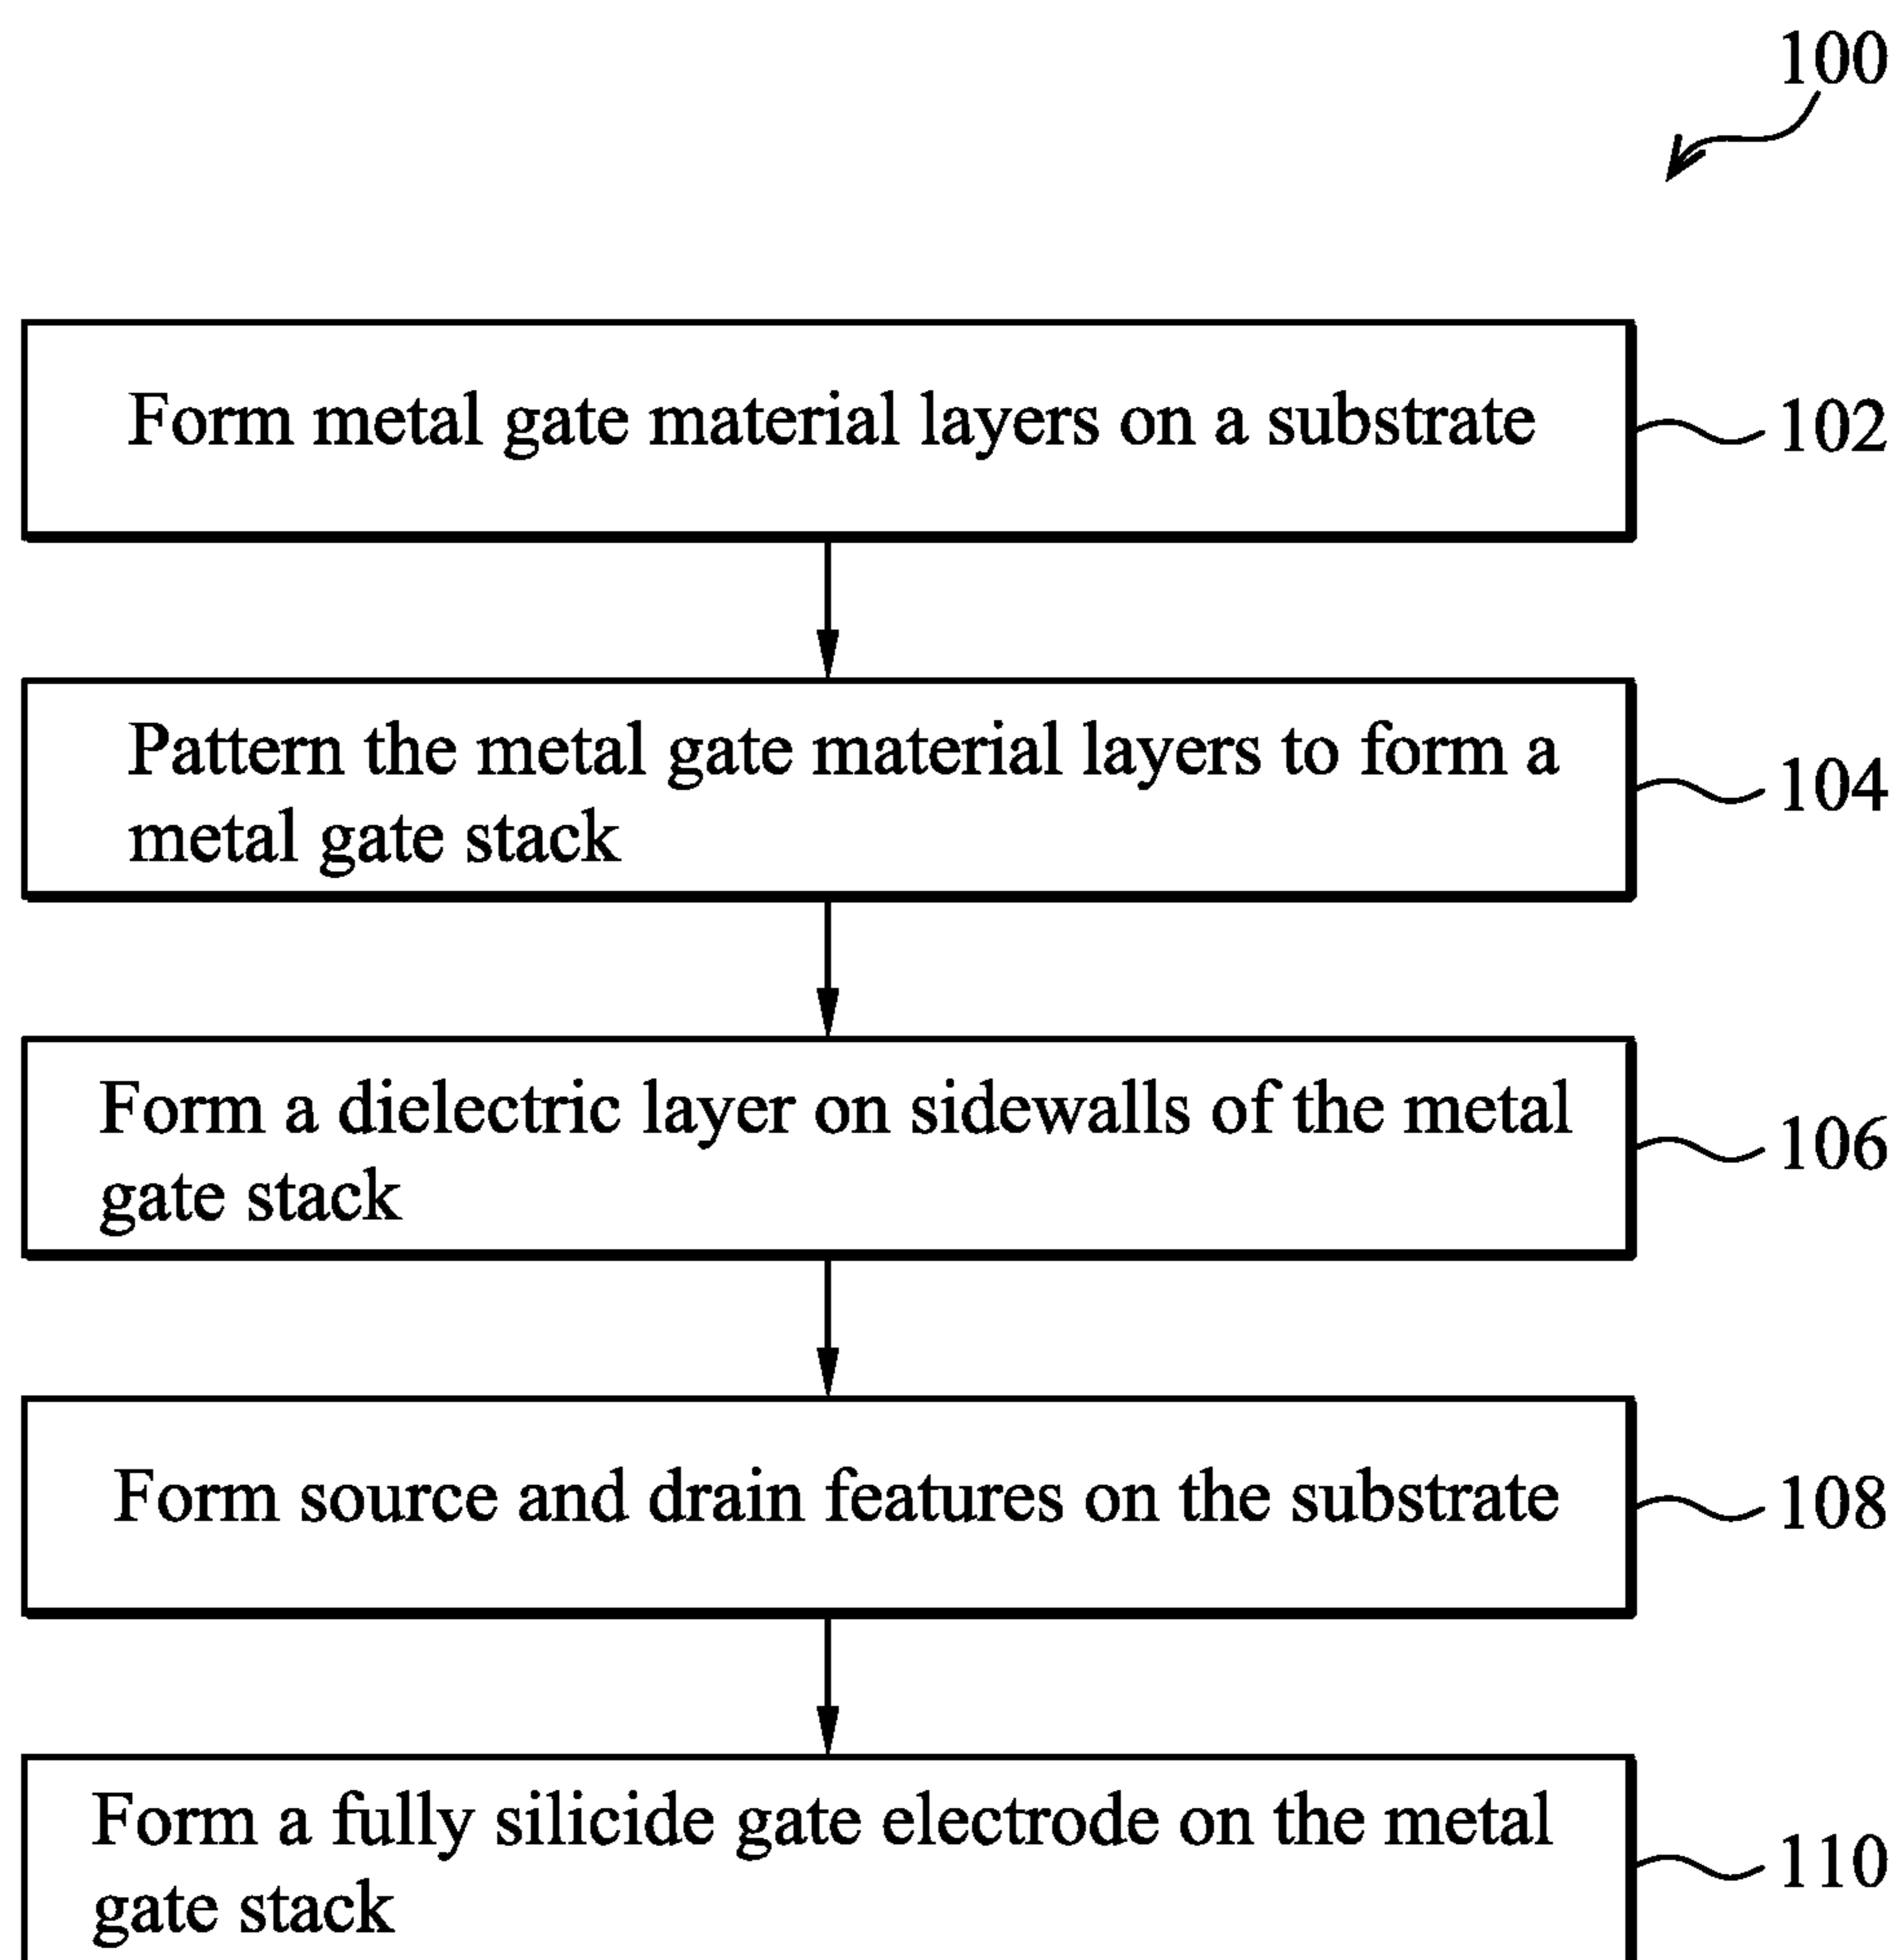 100
Form metal gate material layers on a substrate
102
Pattern the metal gate material layers to form a
metal gate stack
104
Form a dielectric layer on sidewalls of the metal
gate stack
106
Form source and drain features on the substrate
108
Form a fully silicide gate electrode on the metal
gate stack
110